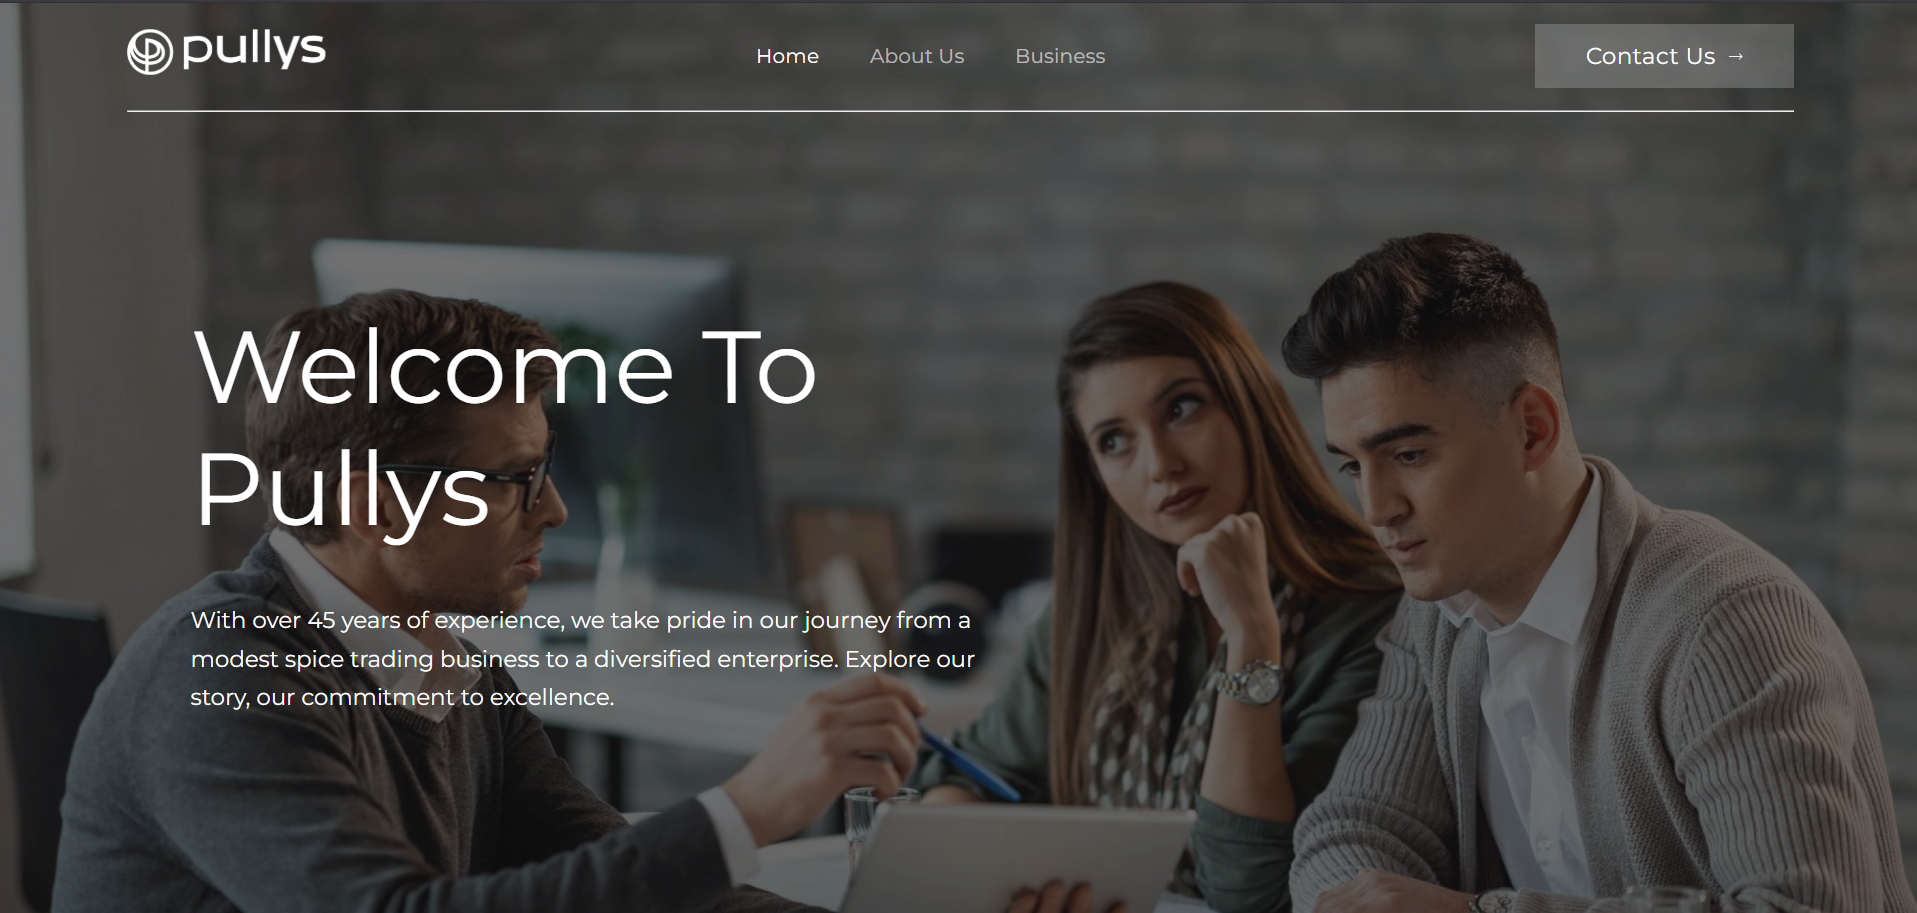 pullys
Home
About Us
Business
Contact Us →
Welcome To
Pullys
With over 45 years of experience, we take pride in our journey from a
modest spice trading business to a diversified enterprise. Explore our
story, our commitment to excellence.